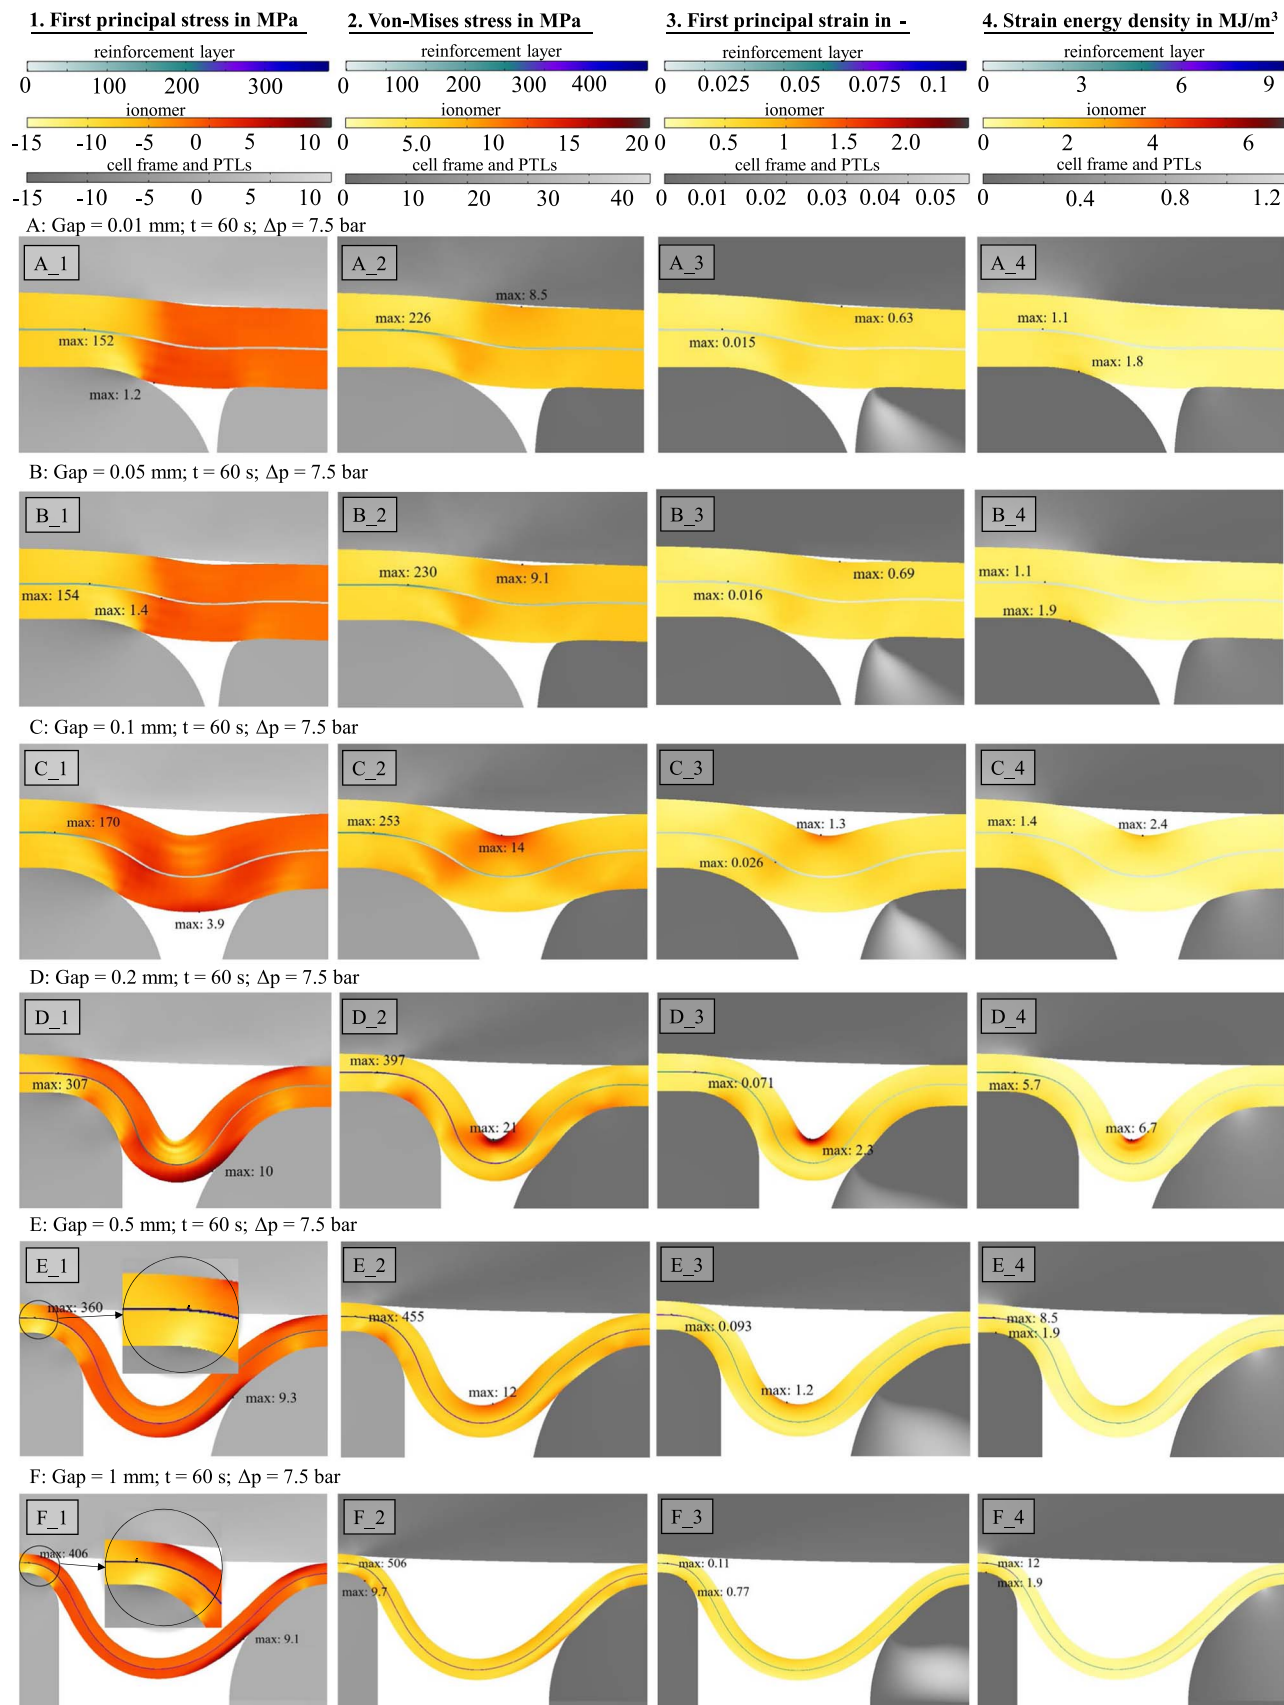 1. First principal stress in MPa 2. Von-Mises stress in MPa 3. First principal strain in - 4. Strain energy density in MJ/m³
reinforcement layer reinforcement layer reinforcement layer reinforcement layer
0 100 200 300 0 100 200 300 400 0 0.025 0.05 0.075 0.1 0 3 6 9
ionomer ionomer ionomer ionomer
-15 -10 -5 0 5 10 0 5.0 10 15 20 0 0.5 1 1.5 2.0 0 2 4 6
cell frame and PTLs cell frame and PTLs cell frame and PTLs cell frame and PTLs
-15 -10 -5 0 5 10 0 10 20 30 40 0 0.01 0.02 0.03 0.04 0.05 0 0.4 0.8 1.2
A: Gap = 0.01 mm; t = 60 s; Δp = 7.5 bar
A_1 A_2 A_3 A_4
max: 152 max: 1.2 max: 226 max: 8.5 max: 0.015 max: 0.63 max: 1.1 max: 1.8
B: Gap = 0.05 mm; t = 60 s; Δp = 7.5 bar
B_1 B_2 B_3 B_4
max: 154 max: 1.4 max: 230 max: 9.1 max: 0.016 max: 0.69 max: 1.1 max: 1.9
C: Gap = 0.1 mm; t = 60 s; Δp = 7.5 bar
C_1 C_2 C_3 C_4
max: 170 max: 3.9 max: 253 max: 14 max: 0.026 max: 1.3 max: 1.4 max: 2.4
D: Gap = 0.2 mm; t = 60 s; Δp = 7.5 bar
D_1 D_2 D_3 D_4
max: 307 max: 10 max: 397 max: 21 max: 0.071 max: 2.3 max: 5.7 max: 6.7
E: Gap = 0.5 mm; t = 60 s; Δp = 7.5 bar
E_1 E_2 E_3 E_4
max: 360 max: 9.3 max: 455 max: 12 max: 0.093 max: 1.2 max: 8.5 max: 1.9
F: Gap = 1 mm; t = 60 s; Δp = 7.5 bar
F_1 F_2 F_3 F_4
max: 406 max: 9.1 max: 506 max: 9.7 max: 0.11 max: 0.77 max: 12 max: 1.9